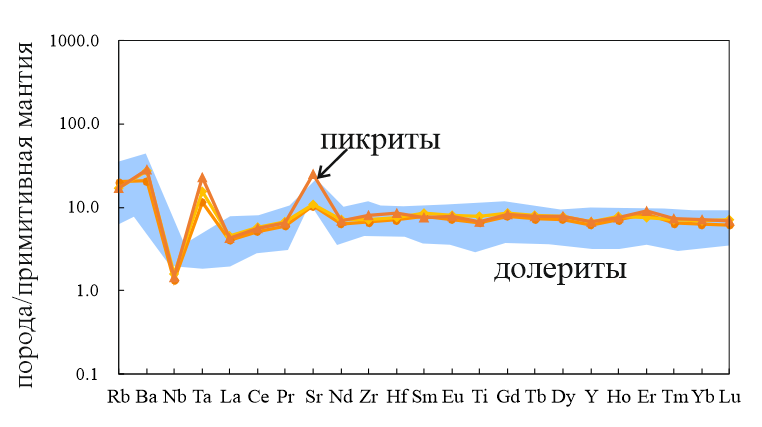 порода/примитивная мантия
1000.0
100.0
10.0
1.0
0.1
пикриты
долериты
Rb Ba Nb Ta La Ce Pr Sr Nd Zr Hf Sm Eu Ti Gd Tb Dy Y Ho Er Tm Yb Lu